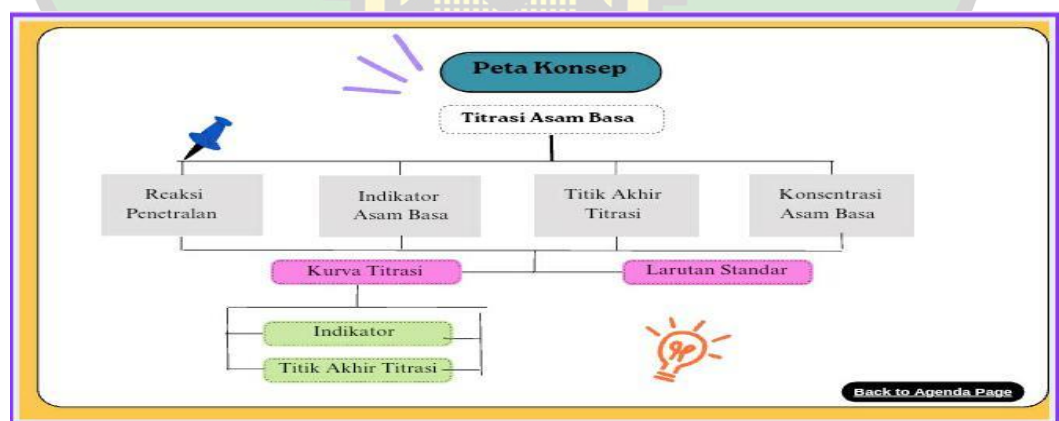 Peta Konsep
Titrasi Asam Basa
Reaksi
Penetralan
Indikator
Asam Basa
Titik Akhir
Titrasi
Konsentrasi
Asam Basa
Kurva Titrasi
Larutan Standar
Indikator
Titik Akhir Titrasi
Back to Agenda Page